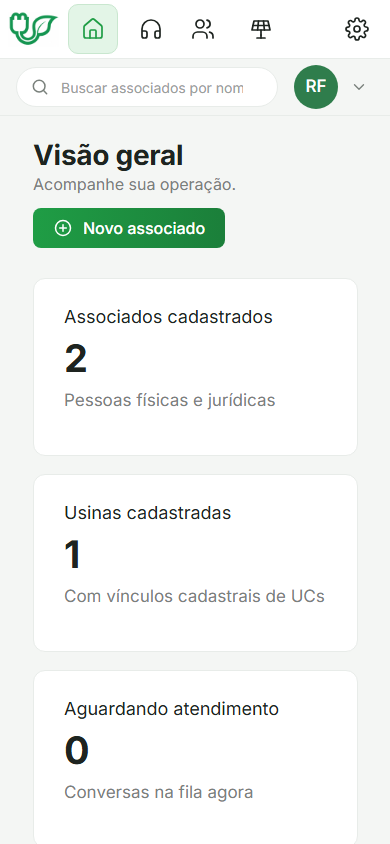 Buscar associados por nom
RF
Visão geral
Acompanhe sua operação.
Novo associado
Associados cadastrados
2
Pessoas físicas e jurídicas
Usinas cadastradas
1
Com vínculos cadastrais de UCs
Aguardando atendimento
0
Conversas na fila agora